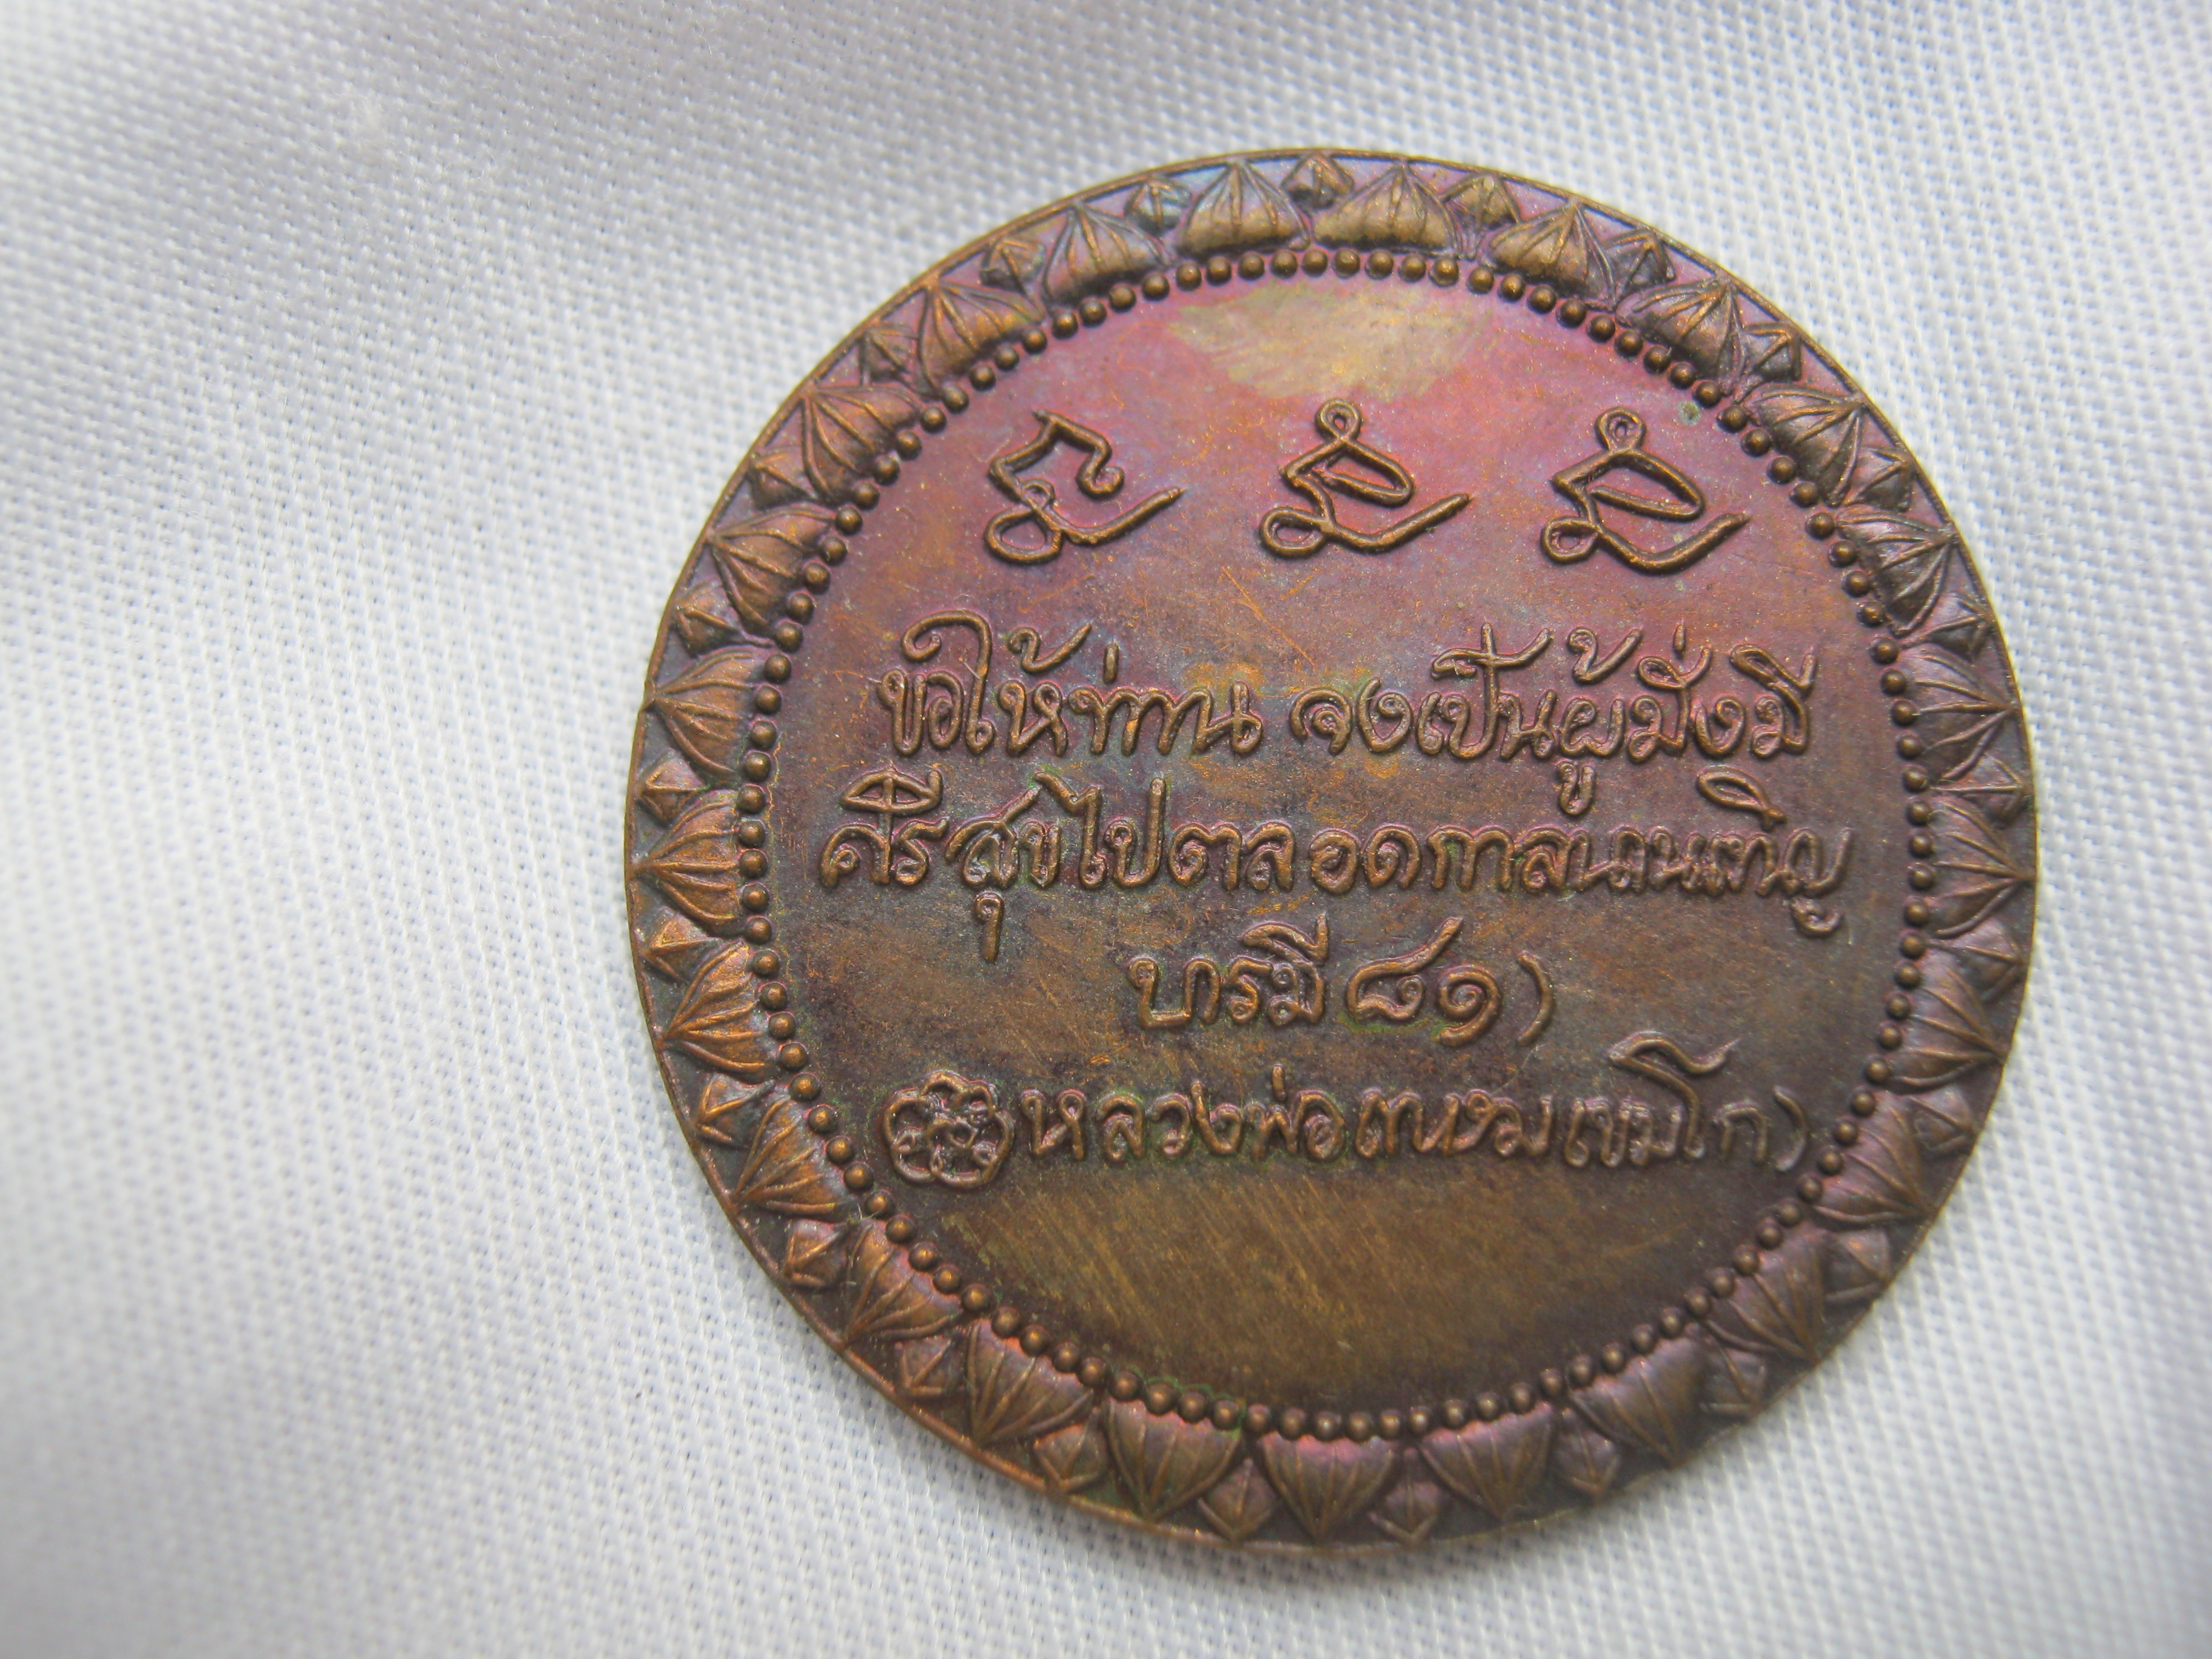 ขอให้ท่าน จงเป็นผู้มั่งมี
ศรีสุขไปตลอดกาลนานเทิญ
บารมี ๘๑)
หลวงพ่อเกษมเขมโก)